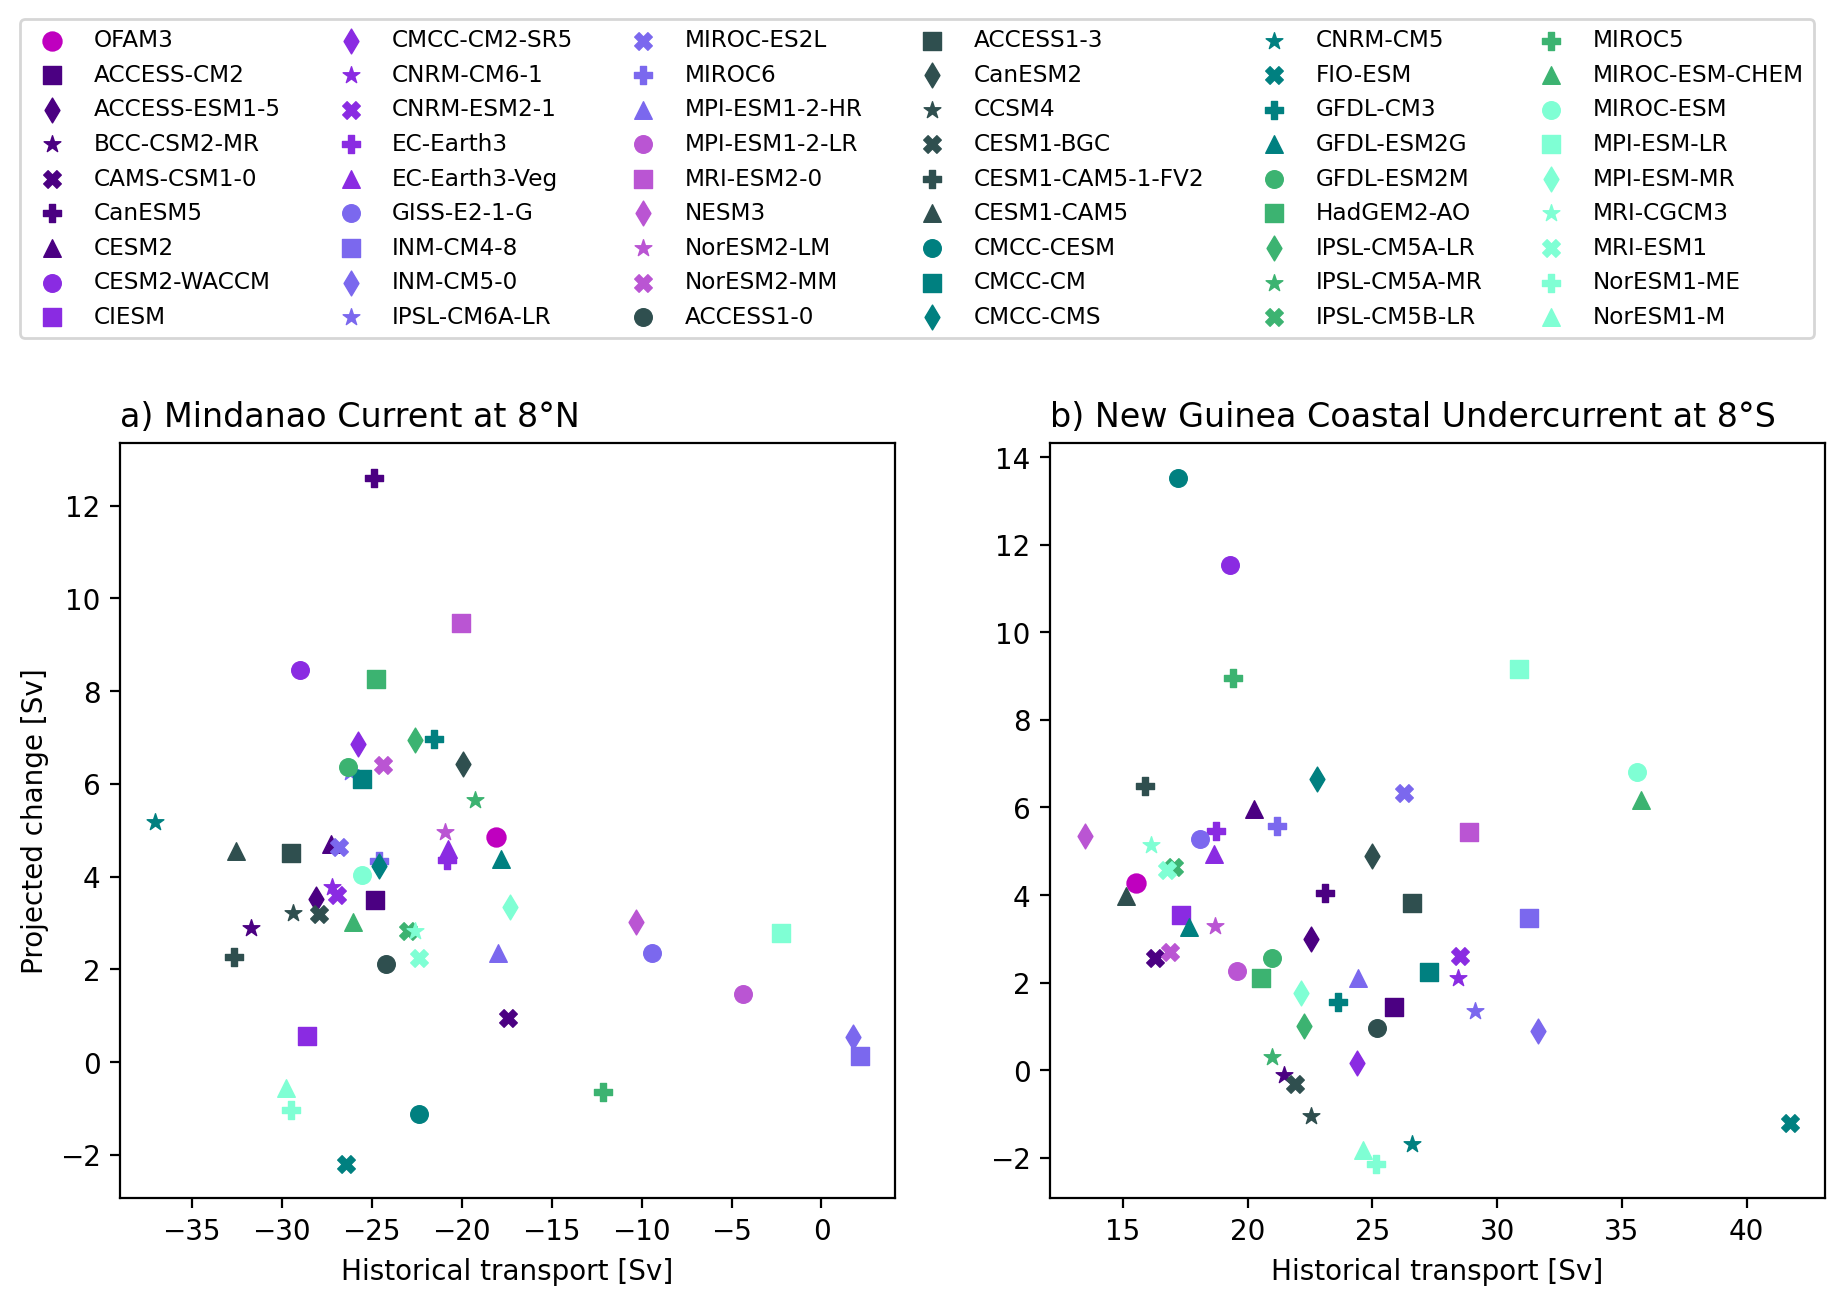 OFAM3
ACCESS-CM2
ACCESS-ESM1-5
BCC-CSM2-MR
CAMS-CSM1-0
CanESM5
CESM2
CESM2-WACCM
CIESM
CMCC-CM2-SR5
CNRM-CM6-1
CNRM-ESM2-1
EC-Earth3
EC-Earth3-Veg
GISS-E2-1-G
INM-CM4-8
INM-CM5-0
IPSL-CM6A-LR
MIROC-ES2L
MIROC6
MPI-ESM1-2-HR
MPI-ESM1-2-LR
MRI-ESM2-0
NESM3
NorESM2-LM
NorESM2-MM
ACCESS1-0
ACCESS1-3
CanESM2
CCSM4
CESM1-BGC
CESM1-CAM5-1-FV2
CESM1-CAM5
CMCC-CESM
CMCC-CM
CMCC-CMS
CNRM-CM5
FIO-ESM
GFDL-CM3
GFDL-ESM2G
GFDL-ESM2M
HadGEM2-AO
IPSL-CM5A-LR
IPSL-CM5A-MR
IPSL-CM5B-LR
MIROC5
MIROC-ESM-CHEM
MIROC-ESM
MPI-ESM-LR
MPI-ESM-MR
MRI-CGCM3
MRI-ESM1
NorESM1-ME
NorESM1-M
a) Mindanao Current at 8°N
Projected change [Sv]
12
10
8
6
4
2
0
−2
−35 −30 −25 −20 −15 −10 −5 0
Historical transport [Sv]
b) New Guinea Coastal Undercurrent at 8°S
14
12
10
8
6
4
2
0
−2
15 20 25 30 35 40
Historical transport [Sv]